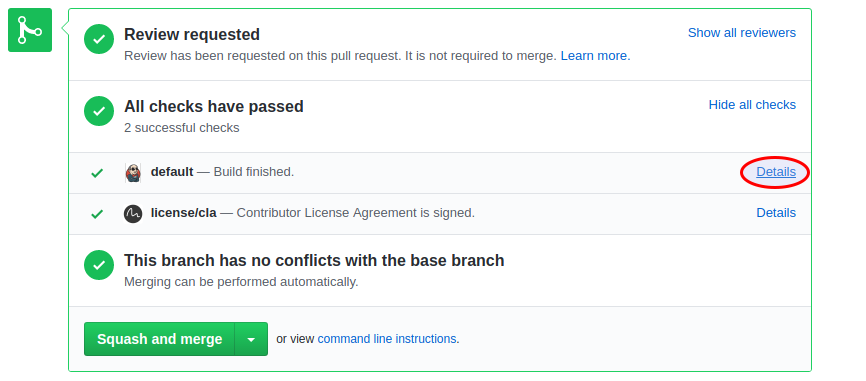 Review requested
Show all reviewers
Review has been requested on this pull request. It is not required to merge. Learn more.
All checks have passed
Hide all checks
2 successful checks
default — Build finished.
Details
license/cla — Contributor License Agreement is signed.
Details
This branch has no conflicts with the base branch
Merging can be performed automatically.
Squash and merge
or view command line instructions.